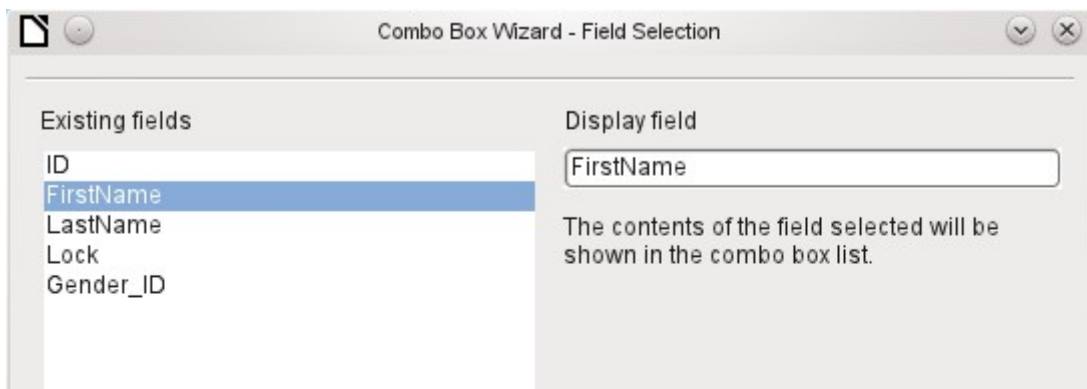 Combo Box Wizard - Field Selection
Existing fields
ID
FirstName
LastName
Lock
Gender_ID
Display field
FirstName
The contents of the field selected will be
shown in the combo box list.